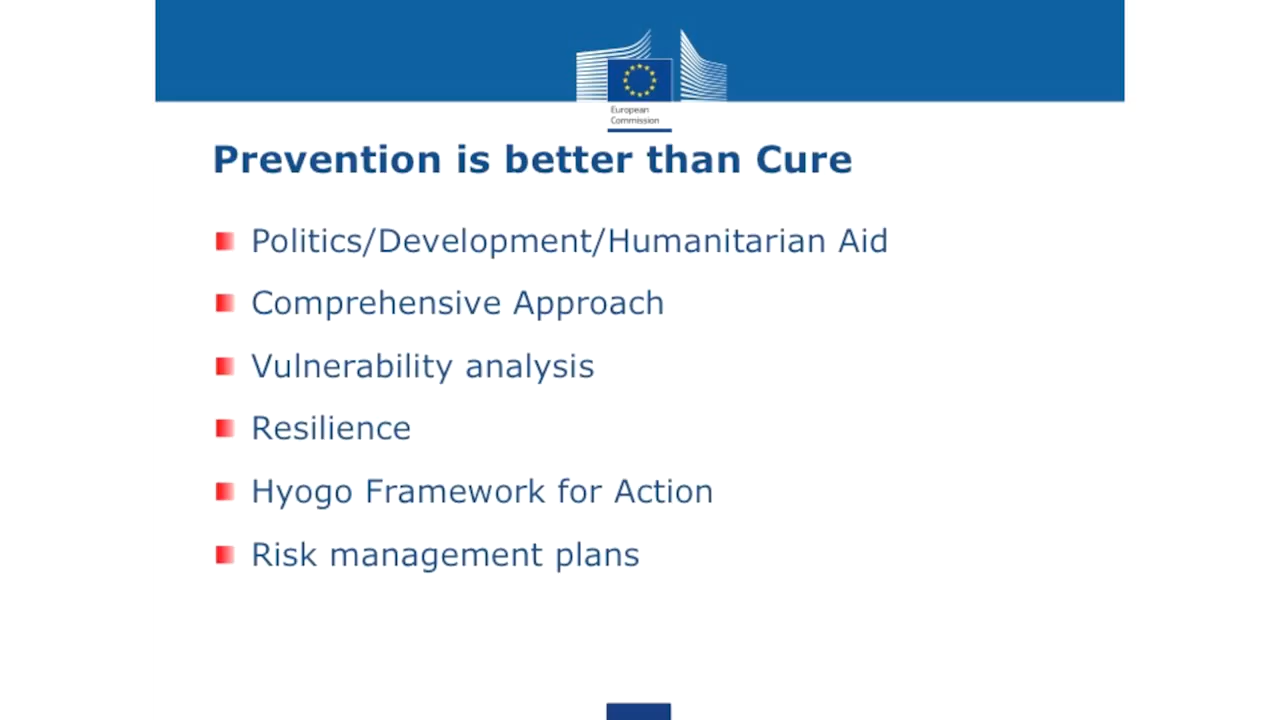 European
Commission
Prevention is better than Cure
Politics/Development/Humanitarian Aid
Comprehensive Approach
Vulnerability analysis
Resilience
Hyogo Framework for Action
Risk management plans